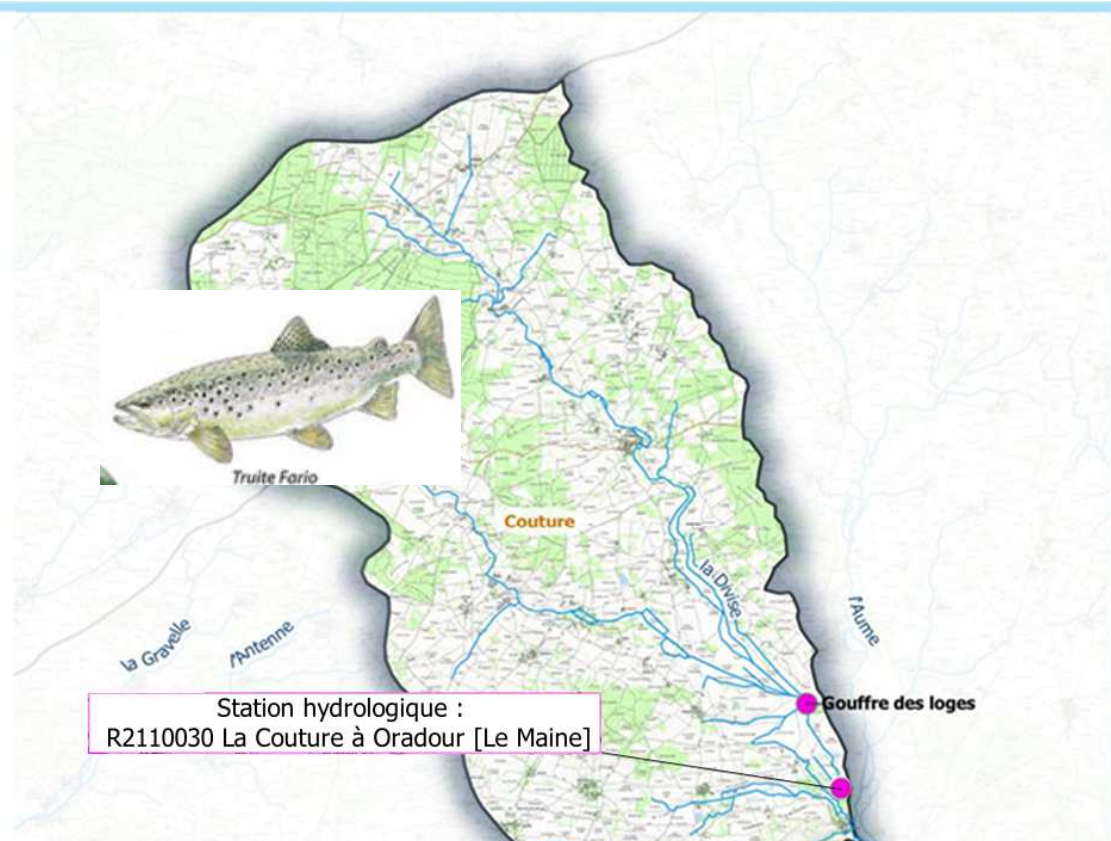 Truite Fario
Couture
la Divise
l'Aume
la Gravelle
l'Antenne
Gouffre des loges
Station hydrologique :
R2110030 La Couture à Oradour [Le Maine]